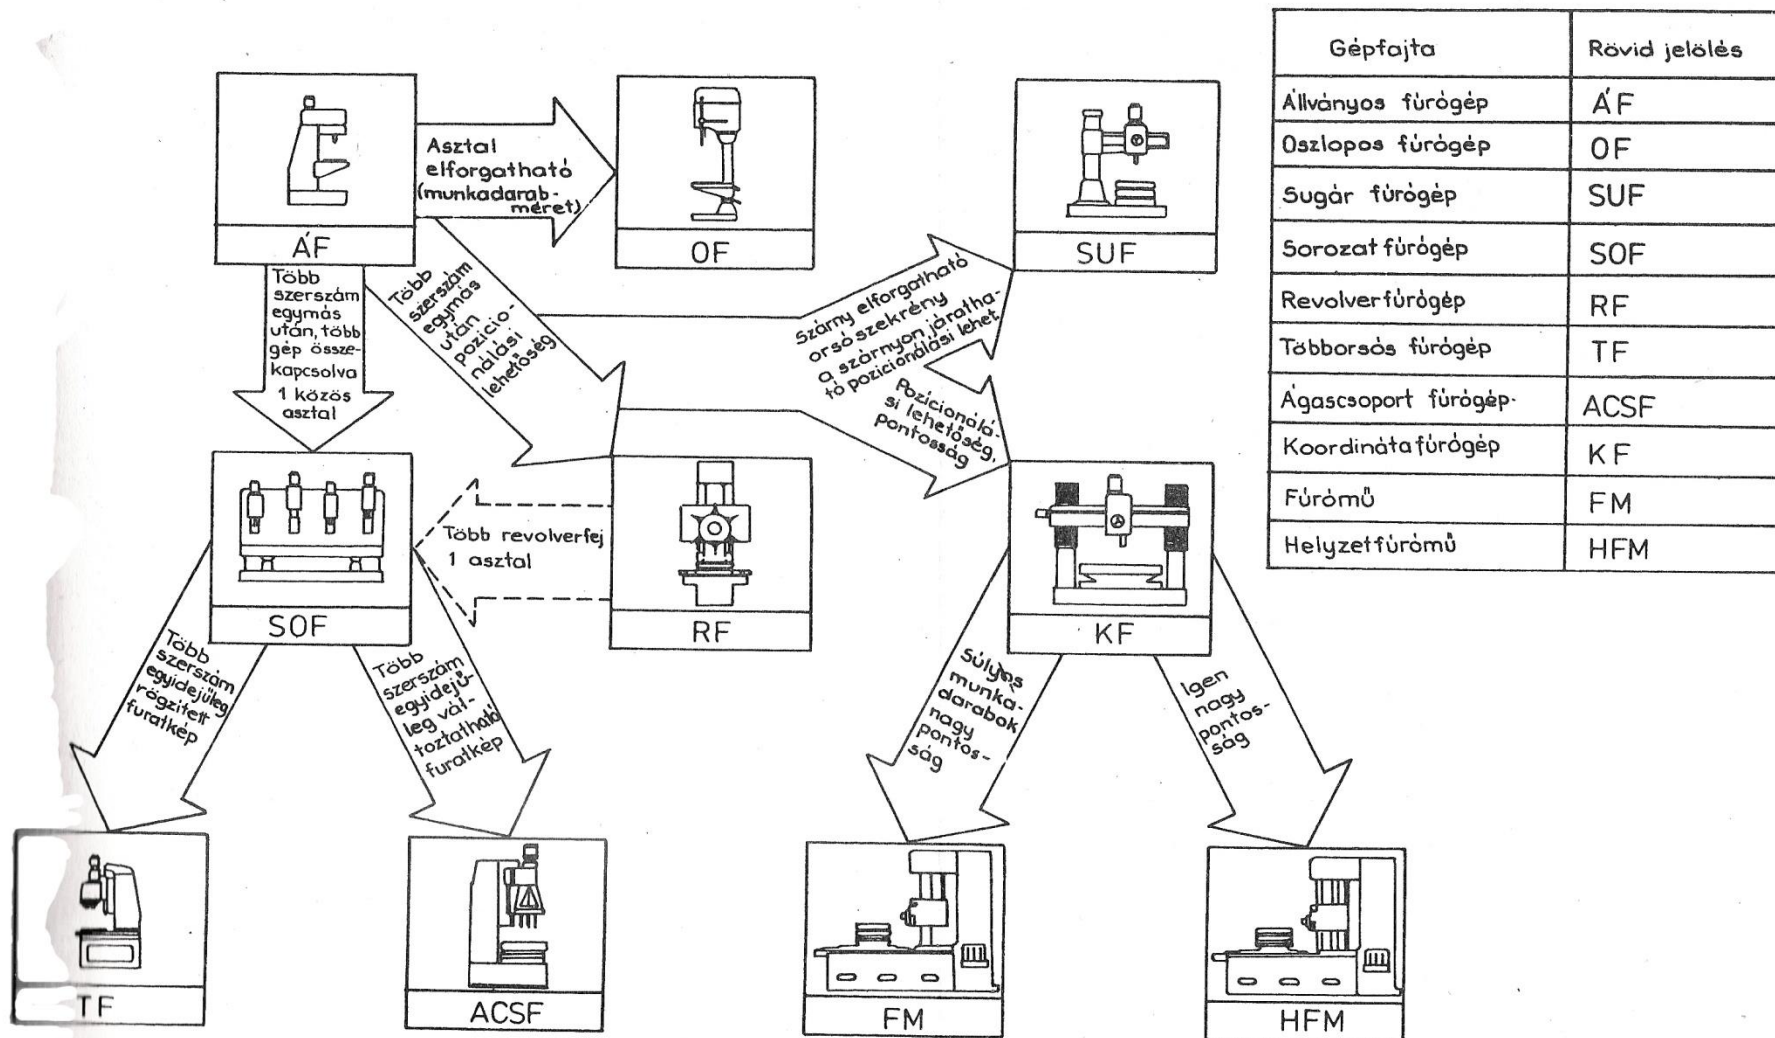 Gépfajta Rövid jelölés
Állványos fúrógép ÁF
Oszlopos fúrógép OF
Sugár fúrógép SUF
Sorozat fúrógép SOF
Revolverfúrógép RF
Többorsós fúrógép TF
Ágascsoport fúrógép. ACSF
Koordinátafúrógép KF
Fúrómű FM
Helyzetfúrómű HFM
ÁF
Asztal
elforgatható
(munkadarab-
méret)
OF
SUF
Több
szerszám
egymás
után, több
gép össze-
kapcsolva
1 közös
asztal
Több
szerszám
egymás
után
pozicio-
nálási
lehetőség
Szárny elforgatható
orsó szekrény
a szárnyon járatha-
tó pozicionálási lehet.
Pozicionálá-
si lehetőség,
pontosság
SOF
Több revolverfej
1 asztal
RF
KF
Több
szerszám
egyidejűleg
rögzített
furatkép
Több
szerszám
egyidejű-
leg vál-
toztatható
furatkép
Súlyos
munka-
darabok
nagy
pontos-
ság
Igen
nagy
pontos-
ság
TF
ACSF
FM
HFM